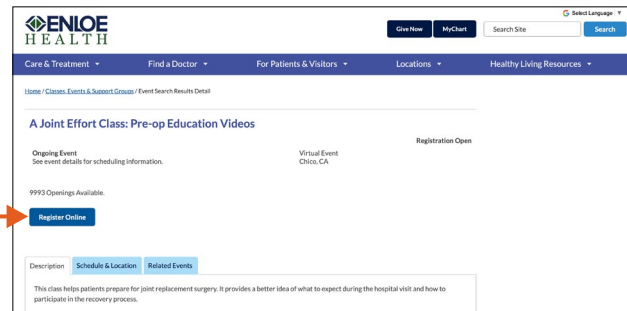 Select Language ▼
ENLOE
HEALTH
Give Now
MyChart
Search Site
Search
Care & Treatment
Find a Doctor
For Patients & Visitors
Locations
Healthy Living Resources
Home / Classes, Events & Support Groups / Event Search Results Detail
A Joint Effort Class: Pre-op Education Videos
Registration Open
Ongoing Event
See event details for scheduling information.
Virtual Event
Chico, CA
9993 Openings Available.
Register Online
Description
Schedule & Location
Related Events
This class helps patients prepare for joint replacement surgery. It provides a better idea of what to expect during the hospital visit and how to
participate in the recovery process.